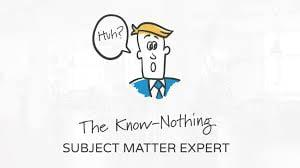 Huh?
The Know-Nothing
SUBJECT MATTER EXPERT